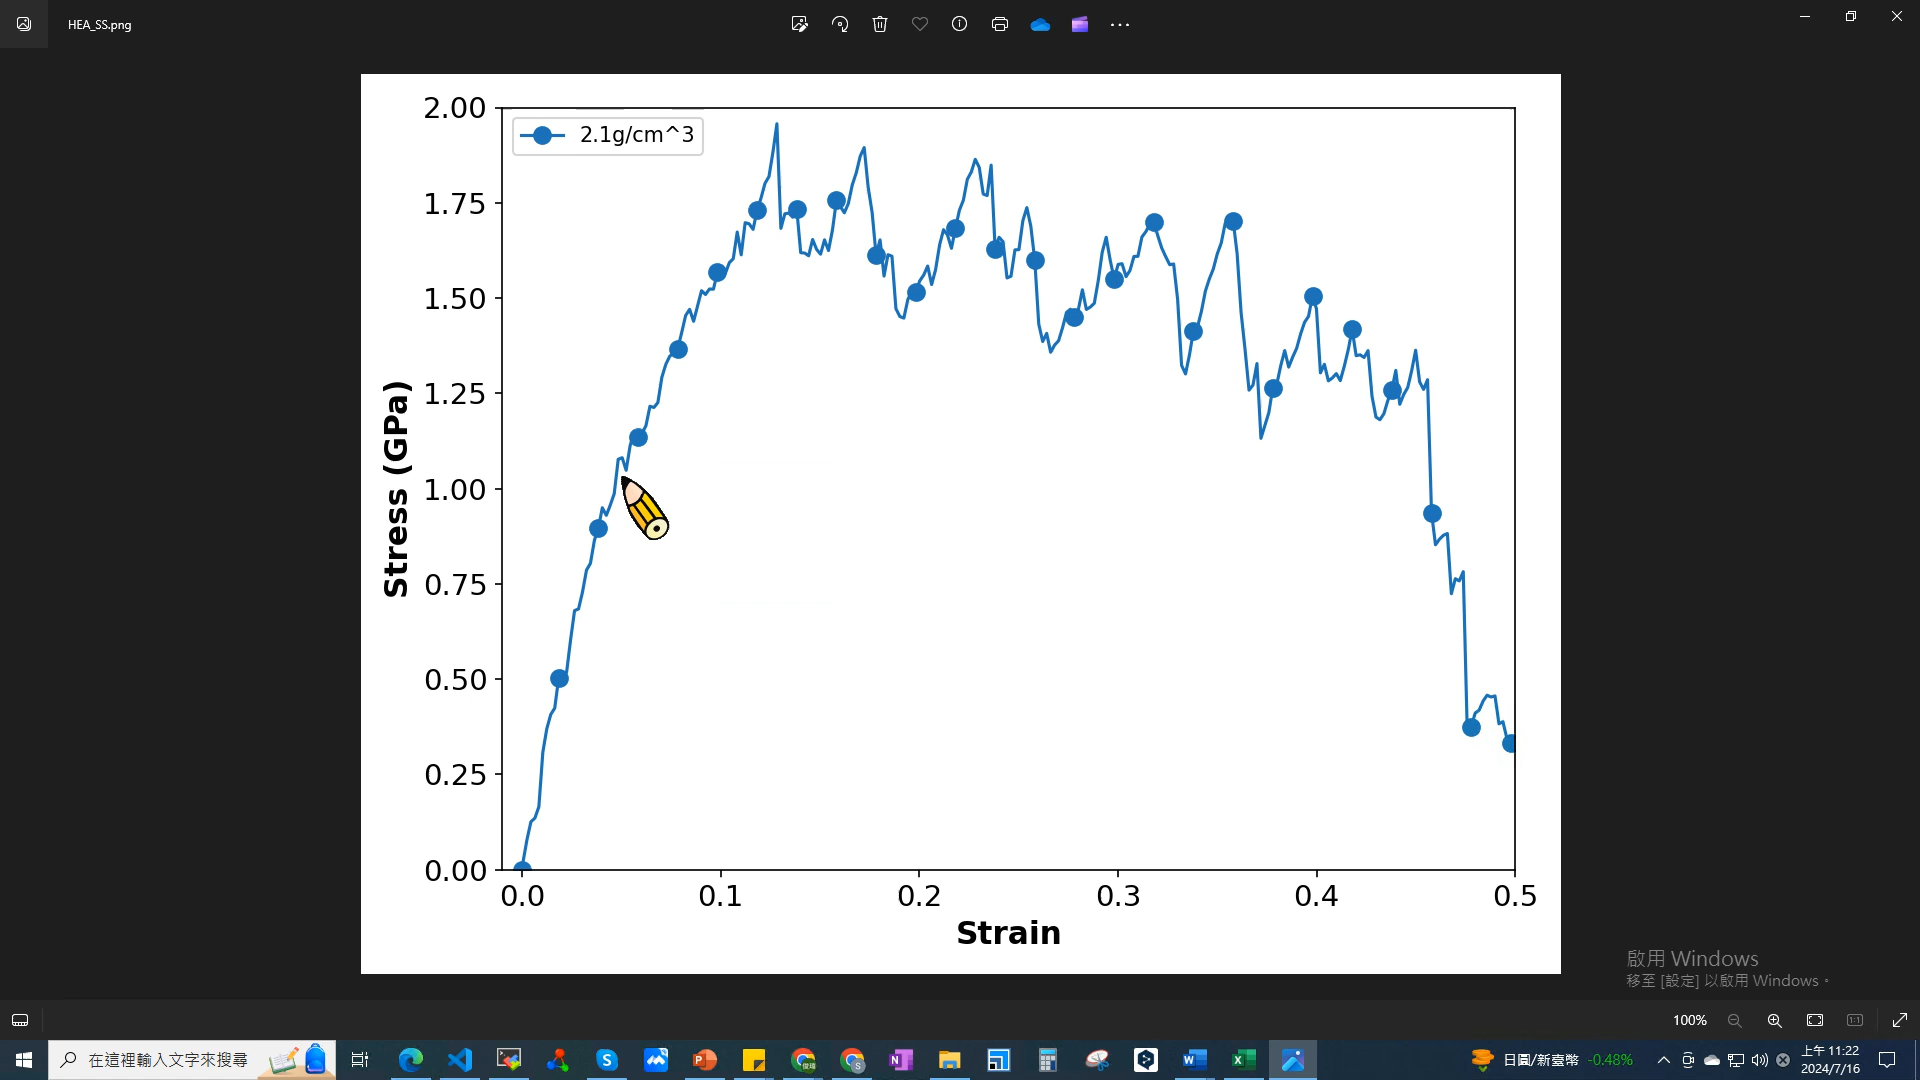 HEA_SS.png
2.00
2.1g/cm^3
1.75
1.50
1.25
1.00
0.75
0.50
0.25
0.00
Stress (GPa)
0.0 0.1 0.2 0.3 0.4 0.5
Strain
啟用 Windows
移至 [設定] 以啟用 Windows。
100%
在這裡輸入文字來搜尋
日圓/新臺幣 -0.48%
上午 11:22
2024/7/16